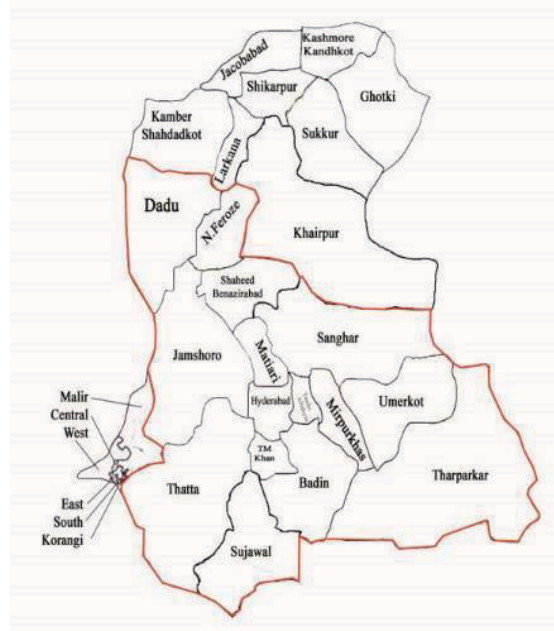 Kashmore
Kandhkot
Jacobabad
Shikarpur
Ghotki
Kamber
Shahdadkot
Larkana
Sukkur
Dadu
N.Feroze
Khairpur
Shaheed
Benazirabad
Sanghar
Jamshoro
Matiari
Malir
Central
West
Hyderabad
Mirpurkhas
Umerkot
TM
Khan
Tharparkar
Thatta
Badin
East
South
Korangi
Sujawal